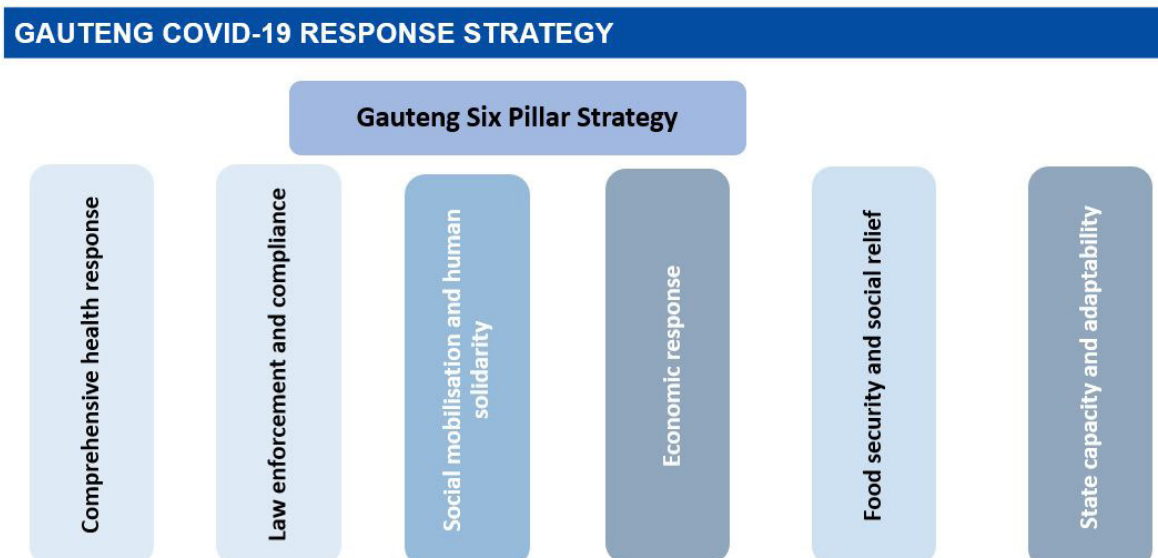 GAUTENG COVID-19 RESPONSE STRATEGY
Gauteng Six Pillar Strategy
Comprehensive health response
Law enforcement and compliance
Social mobilisation and human
solidarity
Economic response
Food security and social relief
State capacity and adaptability